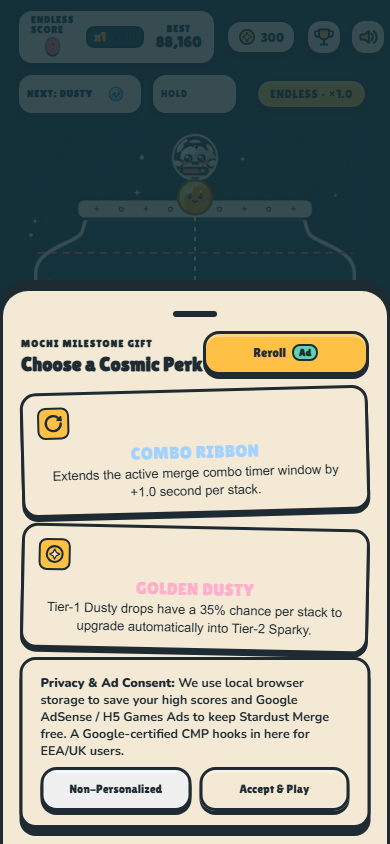 ENDLESS
SCORE
x1
BEST
88,160
300
NEXT: DUSTY
HOLD
ENDLESS · ×1.0
MOCHI MILESTONE GIFT
Choose a Cosmic Perk
Reroll Ad
COMBO RIBBON
Extends the active merge combo timer window by
+1.0 second per stack.
GOLDEN DUSTY
Tier-1 Dusty drops have a 35% chance per stack to
upgrade automatically into Tier-2 Sparky.
Privacy & Ad Consent: We use local browser
storage to save your high scores and Google
AdSense / H5 Games Ads to keep Stardust Merge
free. A Google-certified CMP hooks in here for
EEA/UK users.
Non-Personalized
Accept & Play